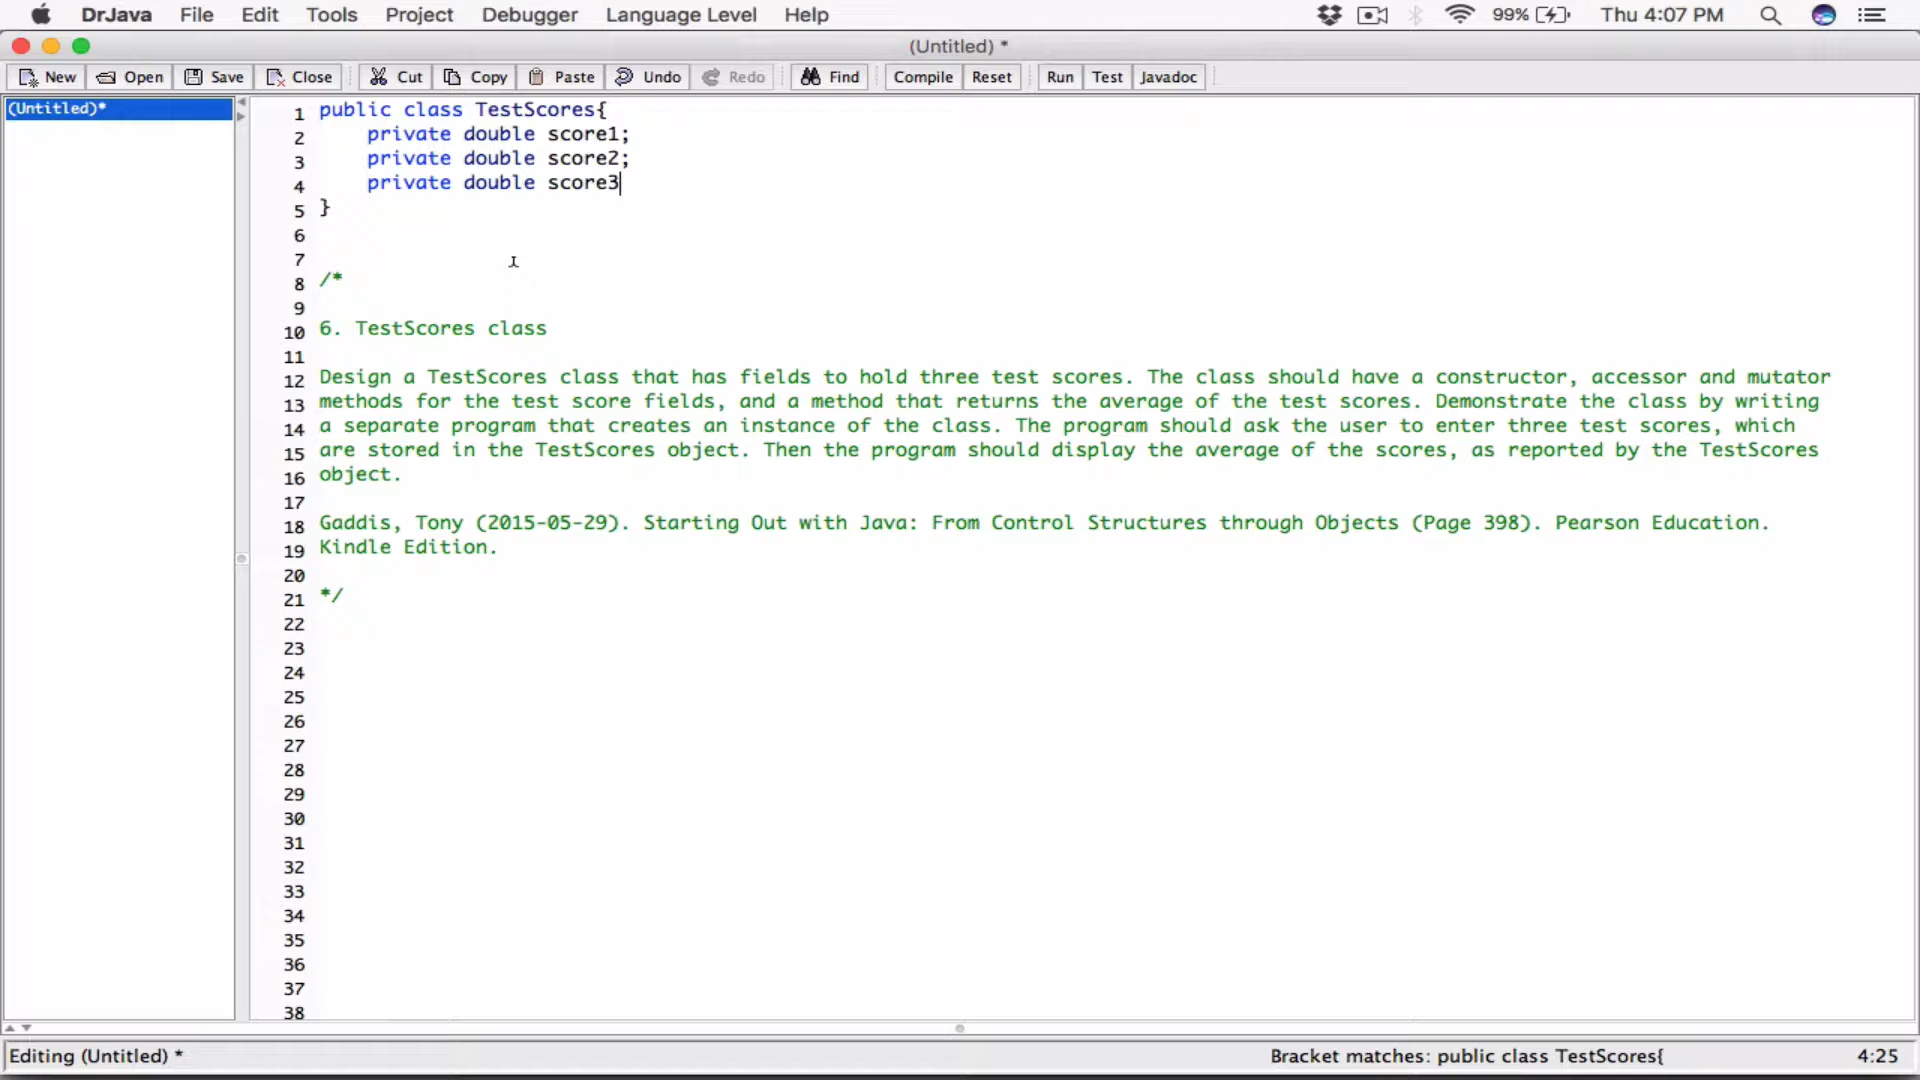 DrJava File Edit Tools Project Debugger Language Level Help 99% Thu 4:07 PM
(Untitled) *
New Open Save Close Cut Copy Paste Undo Redo Find Compile Reset Run Test Javadoc
(Untitled)*
1 public class TestScores{
2 private double score1;
3 private double score2;
4 private double score3
5 }
6
7
8 /*
9
10 6. TestScores class
11
12 Design a TestScores class that has fields to hold three test scores. The class should have a constructor, accessor and mutator
13 methods for the test score fields, and a method that returns the average of the test scores. Demonstrate the class by writing
14 a separate program that creates an instance of the class. The program should ask the user to enter three test scores, which
15 are stored in the TestScores object. Then the program should display the average of the scores, as reported by the TestScores
16 object.
17
18 Gaddis, Tony (2015-05-29). Starting Out with Java: From Control Structures through Objects (Page 398). Pearson Education.
19 Kindle Edition.
20
21 */
22
23
24
25
26
27
28
29
30
31
32
33
34
35
36
37
38
Editing (Untitled) * Bracket matches: public class TestScores{ 4:25